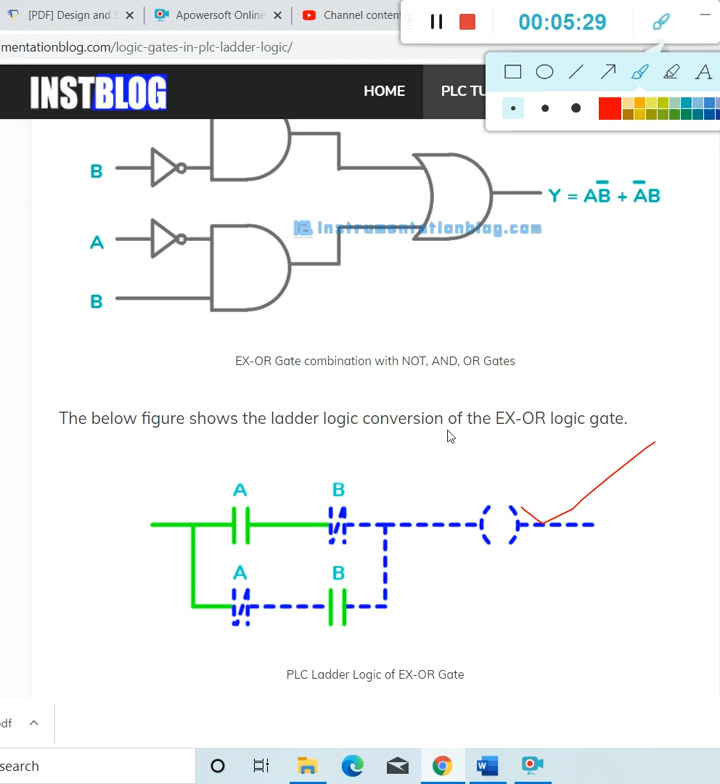 [PDF] Design and S
Apowersoft Online
Channel content
00:05:29
mentationblog.com/logic-gates-in-plc-ladder-logic/
INSTBLOG
HOME
PLC TU
A
B
A
B
IB instrumentationblog.com
Y = AB̅ + A̅B
EX-OR Gate combination with NOT, AND, OR Gates
The below figure shows the ladder logic conversion of the EX-OR logic gate.
A B
A B
PLC Ladder Logic of EX-OR Gate
df
search
W